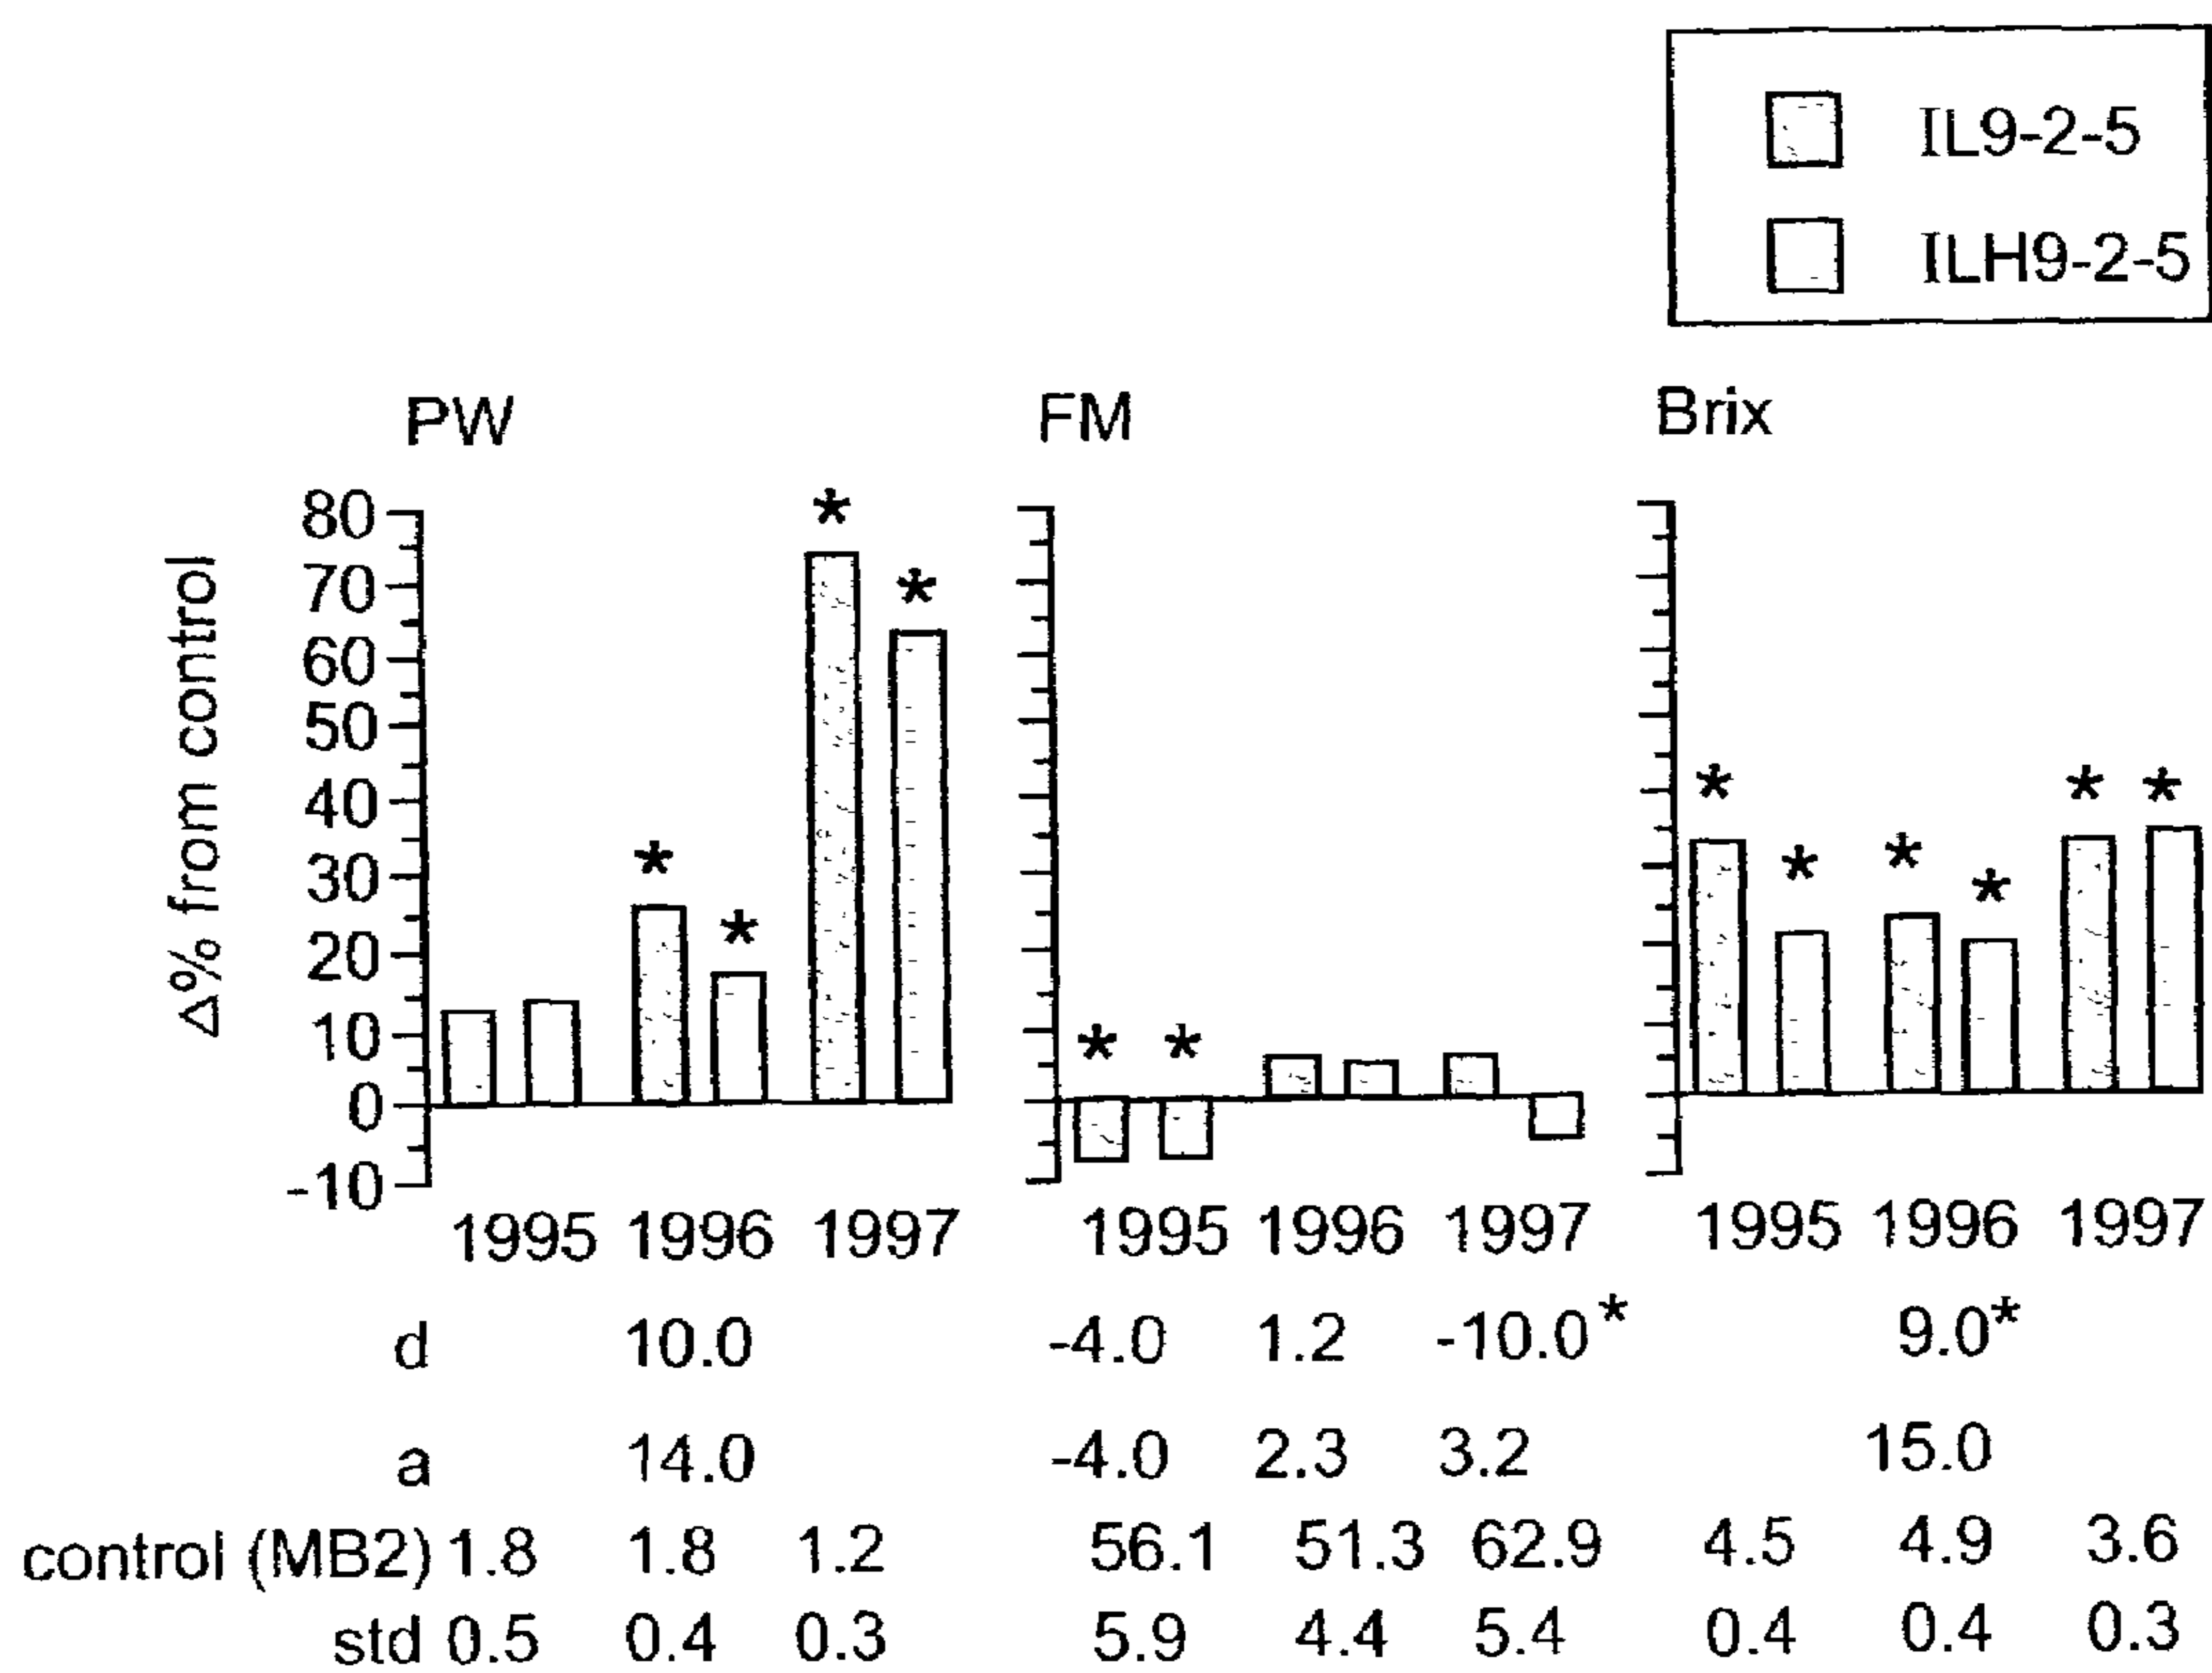 IL9-2-5
ILH9-2-5
PW FM Brix
*
80
*
70
60
50
* * *
40
* * *
30
* *
20
10
* *
0
-10
Δ% from control
1995 1996 1997 1995 1996 1997 1995 1996 1997
d 10.0 -4.0 1.2 -10.0* 9.0*
a 14.0 -4.0 2.3 3.2 15.0
control (MB2) 1.8 1.8 1.2 56.1 51.3 62.9 4.5 4.9 3.6
std 0.5 0.4 0.3 5.9 4.4 5.4 0.4 0.4 0.3